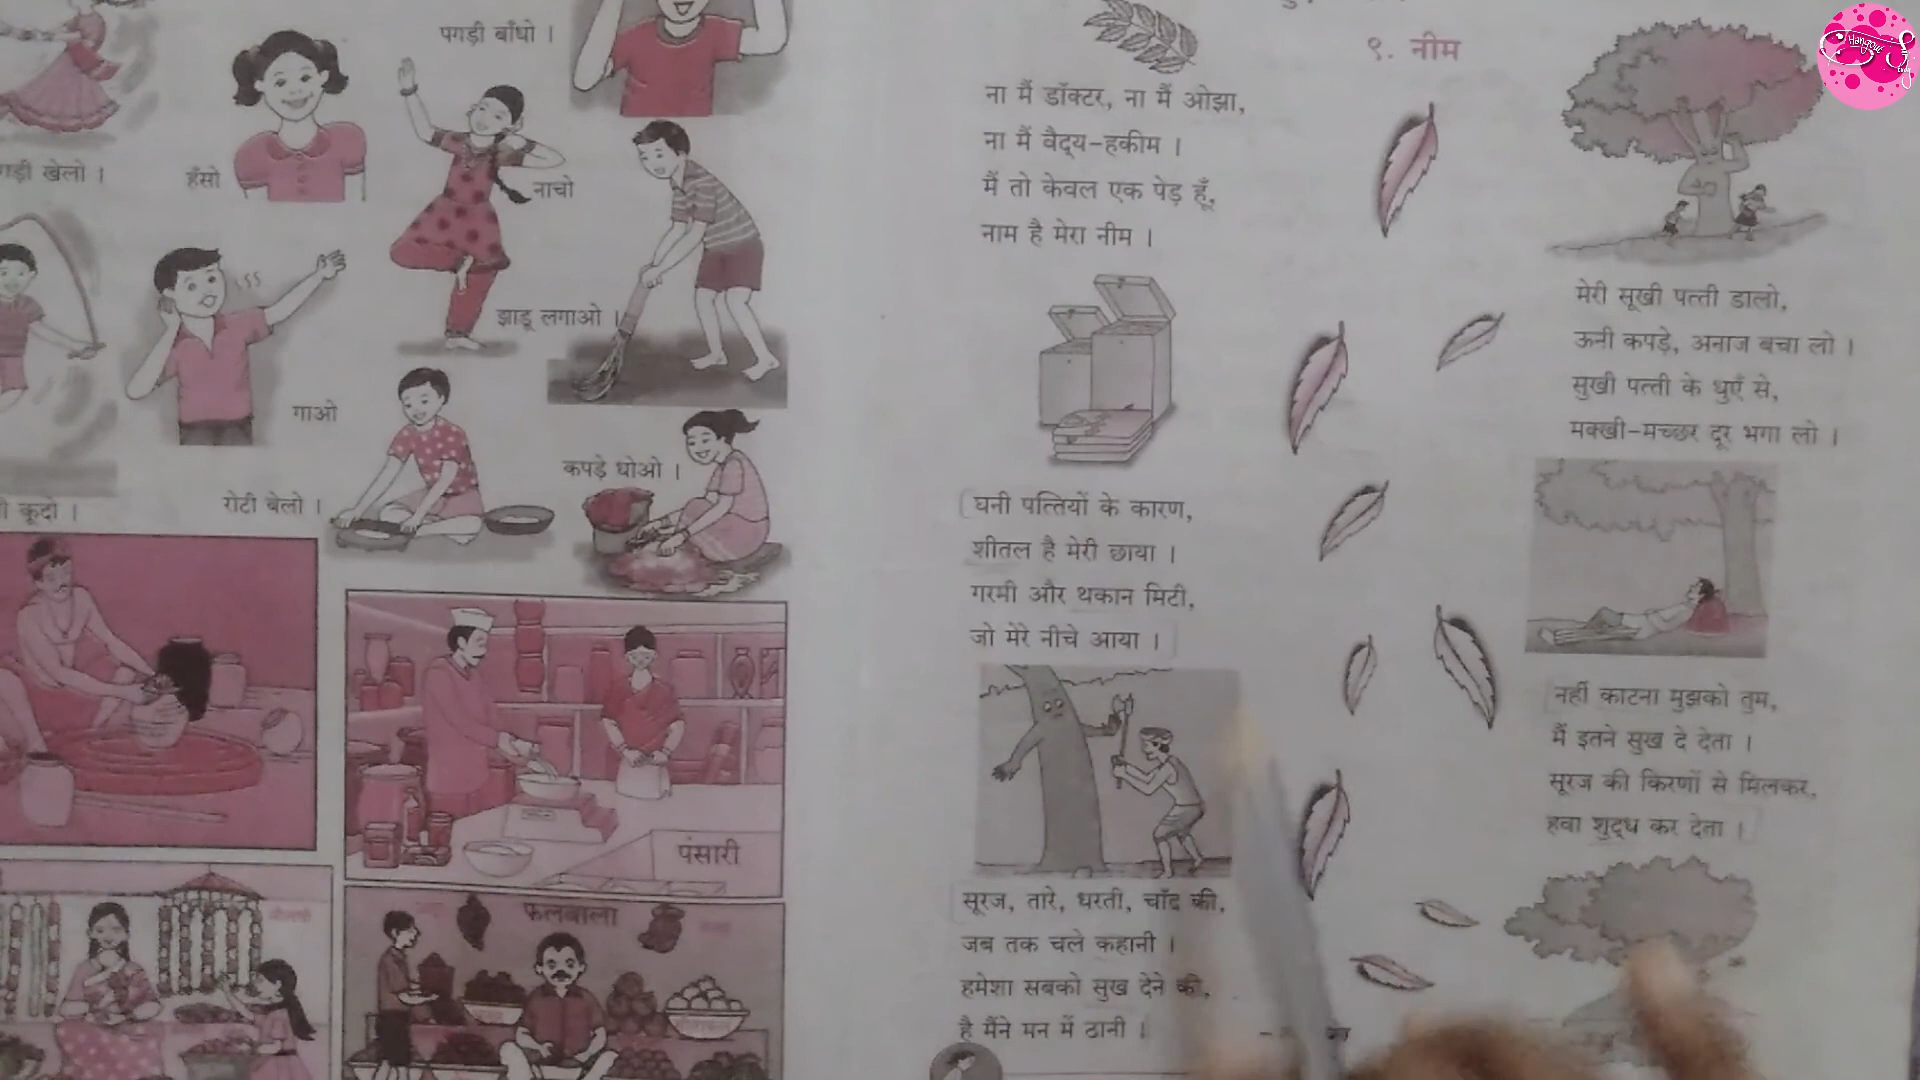 पगड़ी बाँधो ।
खेलो ।
हँसो
नाचो
झाडू लगाओ ।
गाओ
कपड़े धोओ ।
कूदो ।
रोटी बेलो ।
पंसारी
फलवाला
९. नीम
ना मैं डॉक्टर, ना मैं ओझा,
ना मैं वैद्‌य-हकीम ।
मैं तो केवल एक पेड़ हूँ,
नाम है मेरा नीम ।
मेरी सूखी पत्ती डालो,
ऊनी कपड़े, अनाज बचा लो ।
सुखी पत्ती के धुएँ से,
मक्खी-मच्छर दूर भगा लो ।
घनी पत्तियों के कारण,
शीतल है मेरी छाया ।
गरमी और थकान मिटी,
जो मेरे नीचे आया ।
नहीं काटना मुझको तुम,
मैं इतने सुख दे देता ।
सूरज की किरणों से मिलकर,
हवा शुद्‌ध कर देता ।
सूरज, तारे, धरती, चाँद की,
जब तक चले कहानी ।
हमेशा सबको सुख देने की,
है मैंने मन में ठानी ।
Hangout